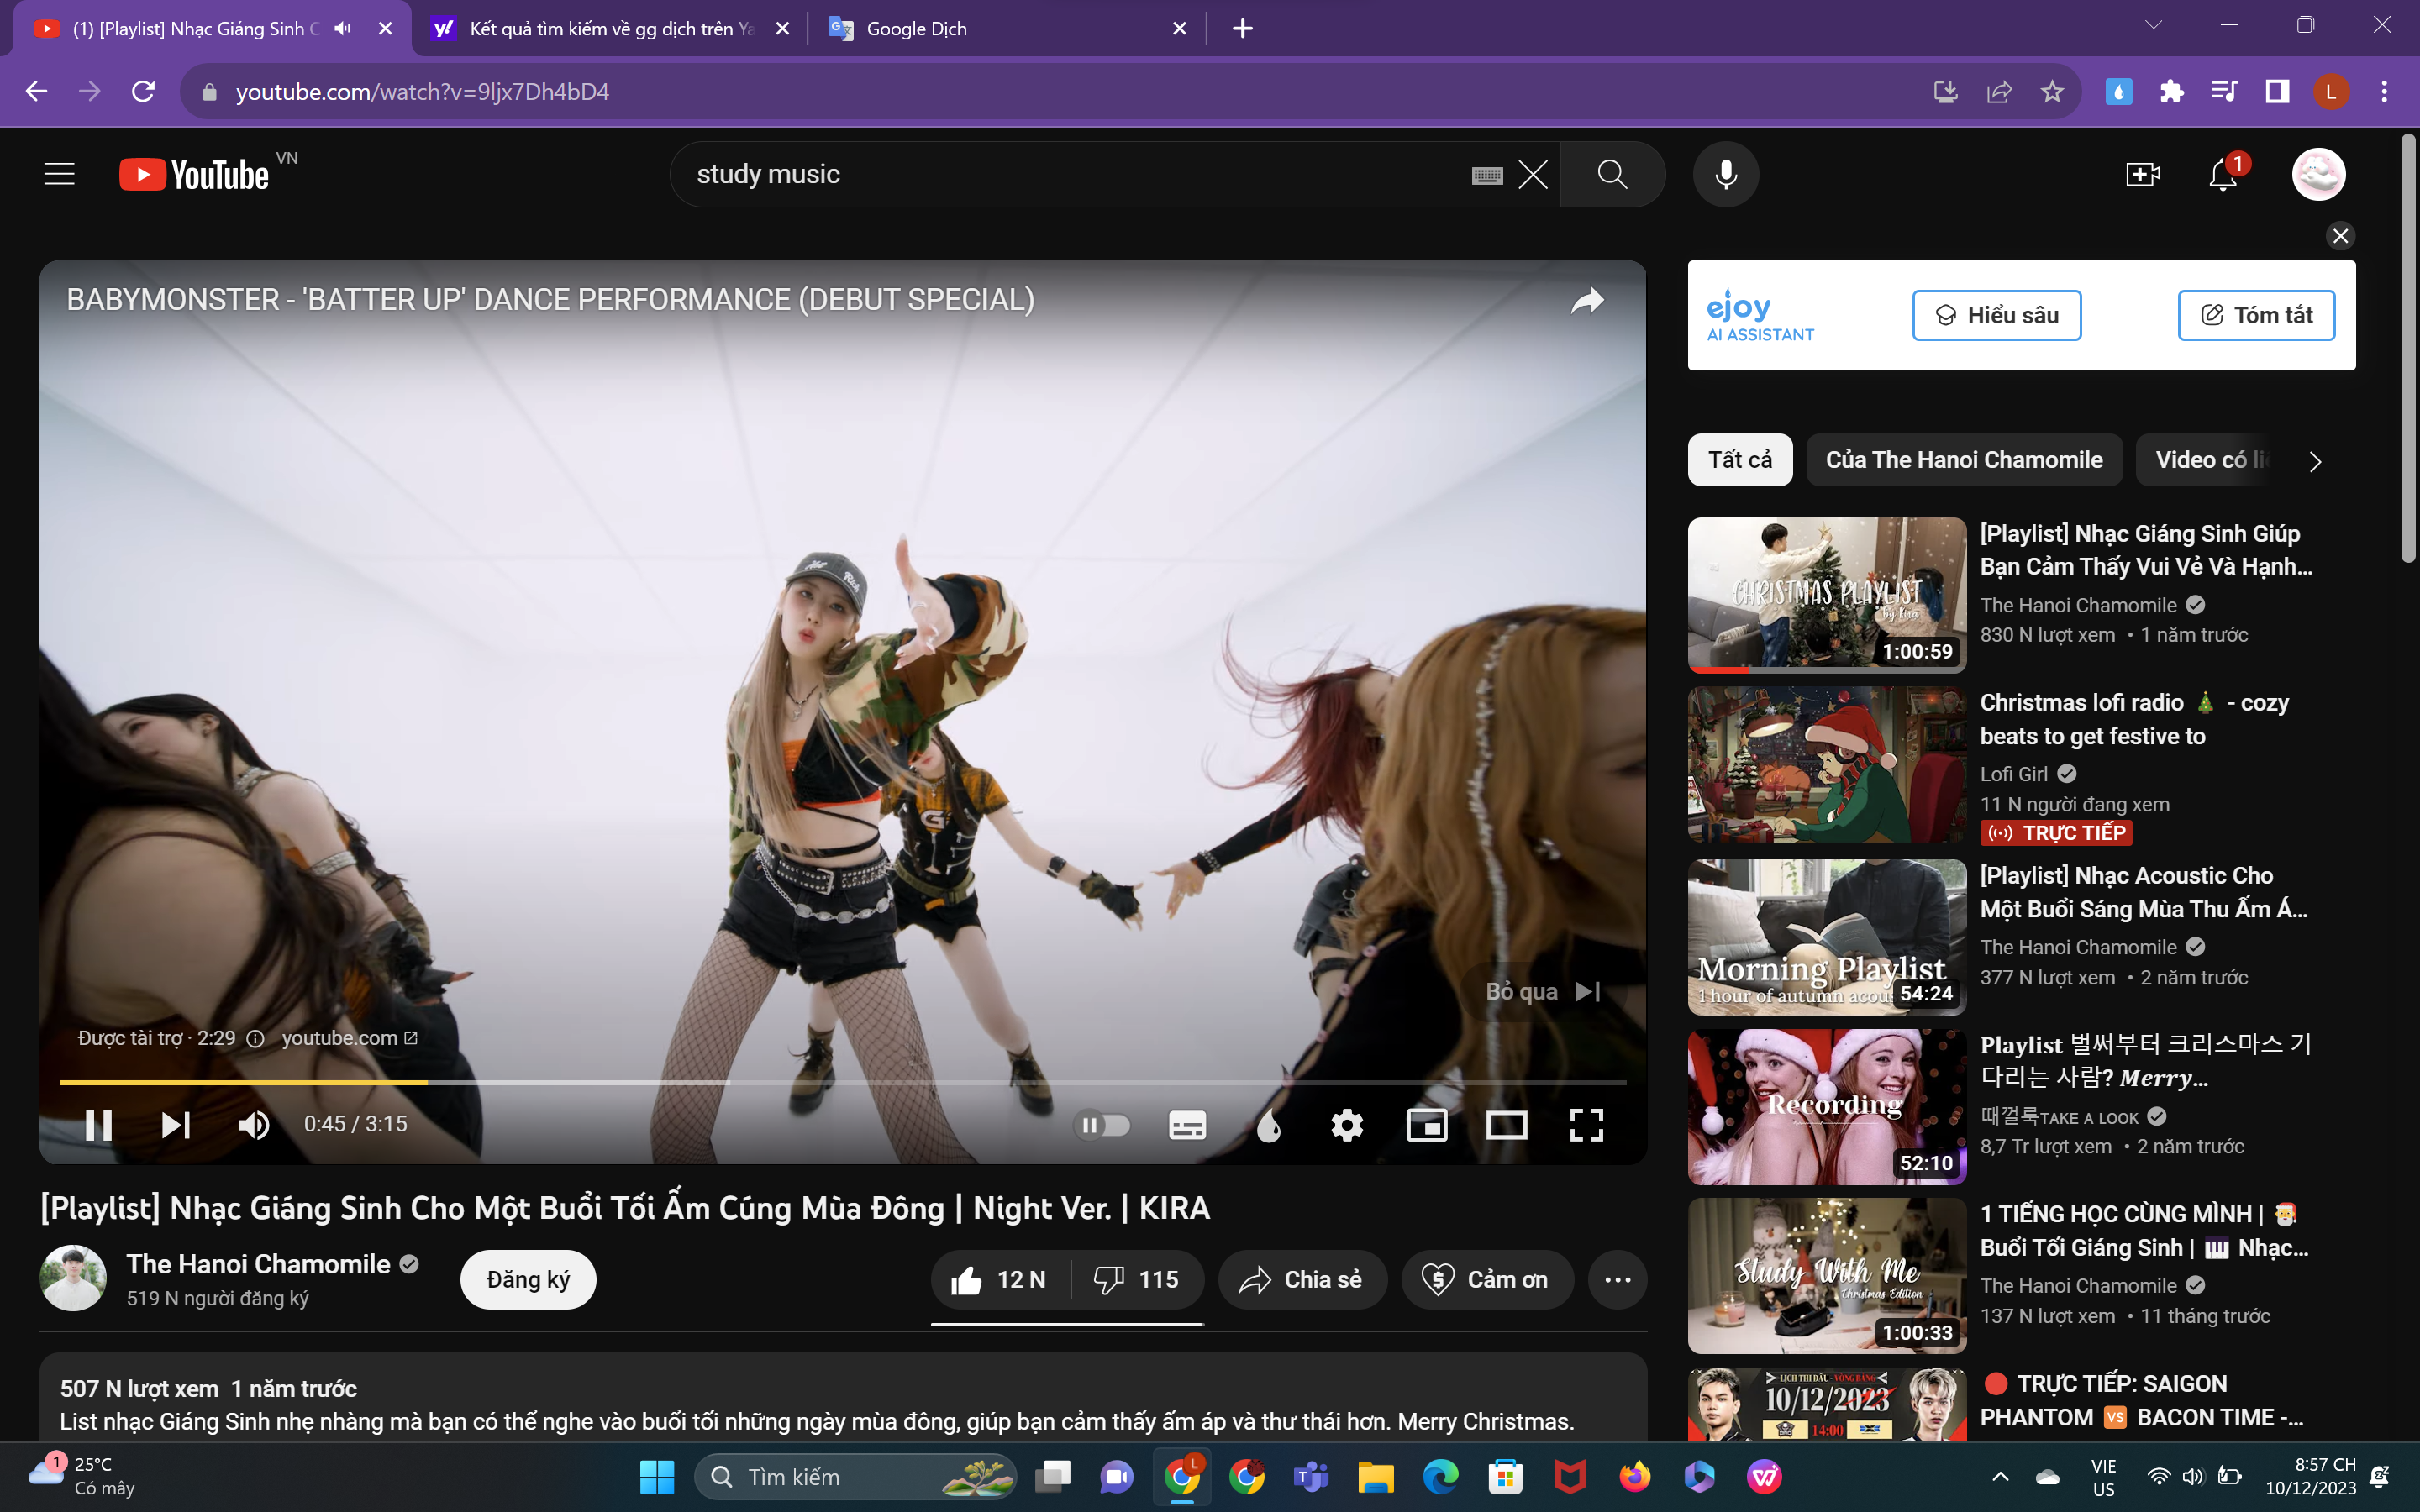 (1) [Playlist] Nhạc Giáng Sinh C
Kết quả tìm kiếm về gg dịch trên Ya
Google Dịch
youtube.com/watch?v=9ljx7Dh4bD4
L
YouTube VN
study music
1
BABYMONSTER - 'BATTER UP' DANCE PERFORMANCE (DEBUT SPECIAL)
Bỏ qua
Được tài trợ · 2:29
youtube.com
0:45 / 3:15
[Playlist] Nhạc Giáng Sinh Cho Một Buổi Tối Ấm Cúng Mùa Đông | Night Ver. | KIRA
The Hanoi Chamomile
519 N người đăng ký
Đăng ký
12 N
115
Chia sẻ
Cảm ơn
507 N lượt xem 1 năm trước
List nhạc Giáng Sinh nhẹ nhàng mà bạn có thể nghe vào buổi tối những ngày mùa đông, giúp bạn cảm thấy ấm áp và thư thái hơn. Merry Christmas.
ejoy
AI ASSISTANT
Hiểu sâu
Tóm tắt
Tất cả
Của The Hanoi Chamomile
Video có liê
CHRISTMAS PLAYLIST
by Kira
1:00:59
[Playlist] Nhạc Giáng Sinh Giúp
Bạn Cảm Thấy Vui Vẻ Và Hạnh...
The Hanoi Chamomile
830 N lượt xem • 1 năm trước
Christmas lofi radio 🎄 - cozy
beats to get festive to
Lofi Girl
11 N người đang xem
TRỰC TIẾP
Morning Playlist
1 hour of autumn acous
54:24
[Playlist] Nhạc Acoustic Cho
Một Buổi Sáng Mùa Thu Ấm Á...
The Hanoi Chamomile
377 N lượt xem • 2 năm trước
Recording
52:10
Playlist 벌써부터 크리스마스 기
다리는 사람? Merry...
때껄룩TAKE A LOOK
8,7 Tr lượt xem • 2 năm trước
Study With Me
Christmas Edition
1:00:33
1 TIẾNG HỌC CÙNG MÌNH | 🎅
Buổi Tối Giáng Sinh | 🎹 Nhạc...
The Hanoi Chamomile
137 N lượt xem • 11 tháng trước
LỊCH THI ĐẤU - VÒNG BẢNG
10/12/2023
14:00
🔴 TRỰC TIẾP: SAIGON
PHANTOM 🆚 BACON TIME -...
1
25°C
Có mây
Tìm kiếm
L
VIE
US
8:57 CH
10/12/2023